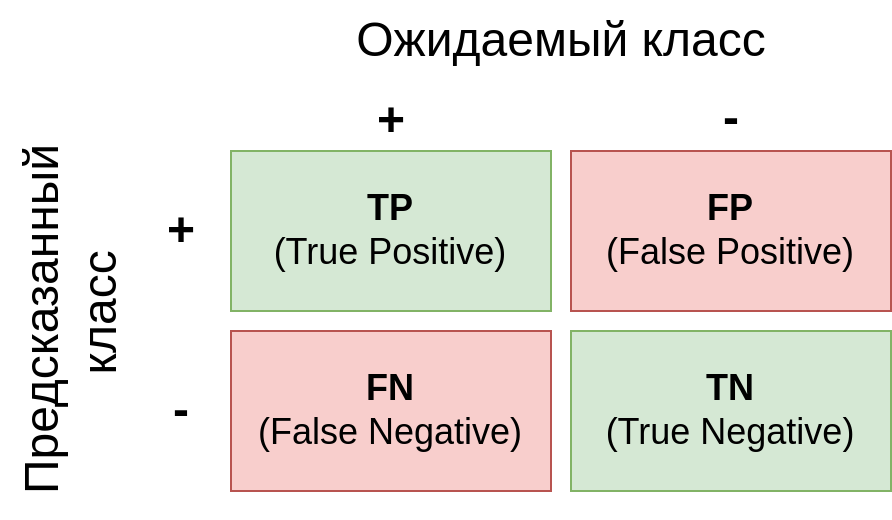 Ожидаемый класс
+ -
Предсказанный
класс
+
TP
(True Positive)
FP
(False Positive)
-
FN
(False Negative)
TN
(True Negative)